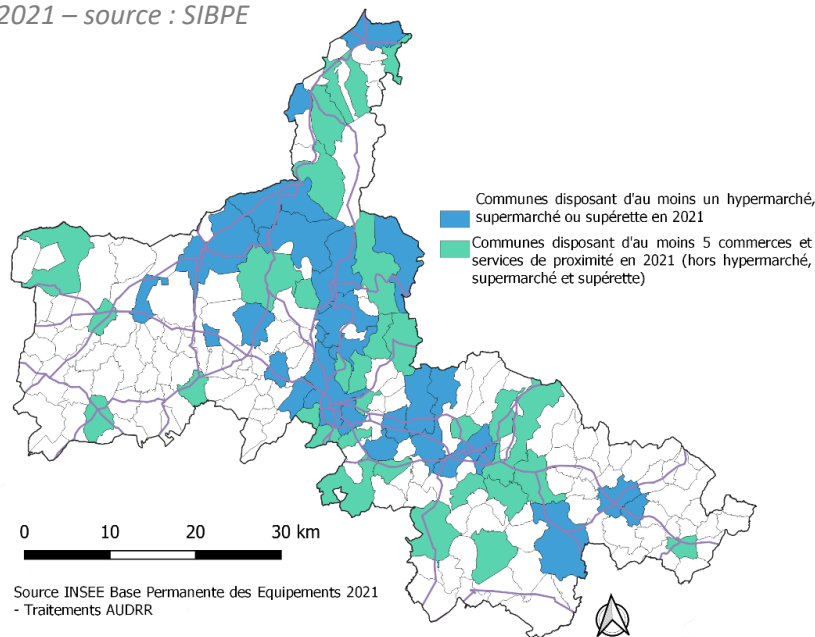 2021 – source : SIBPE
Communes disposant d'au moins un hypermarché,
supermarché ou supérette en 2021
Communes disposant d'au moins 5 commerces et
services de proximité en 2021 (hors hypermarché,
supermarché et supérette)
0 10 20 30 km
Source INSEE Base Permanente des Equipements 2021
- Traitements AUDRR